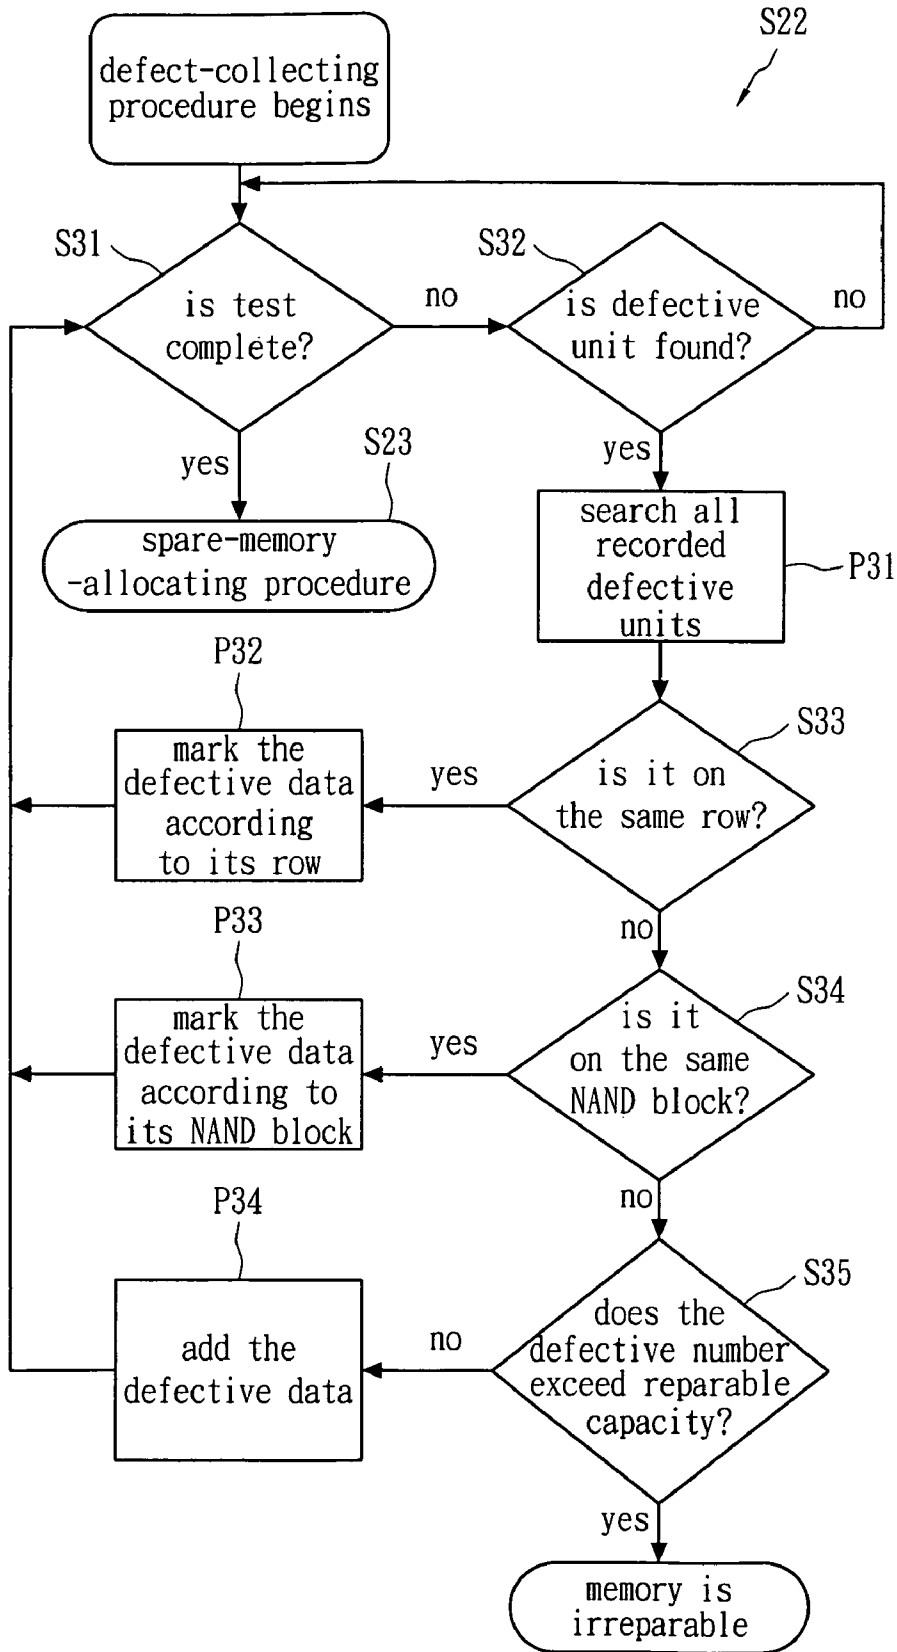 S22
defect-collecting
procedure begins
S31
is test
complete?
no
S32
is defective
unit found?
no
yes
S23
spare-memory
-allocating procedure
yes
search all
recorded
defective
units
P31
P32
mark the
defective data
according
to its row
yes
S33
is it on
the same row?
no
P33
mark the
defective data
according to
its NAND block
yes
S34
is it
on the same
NAND block?
no
P34
add the
defective data
no
S35
does the
defective number
exceed reparable
capacity?
yes
memory is
irreparable